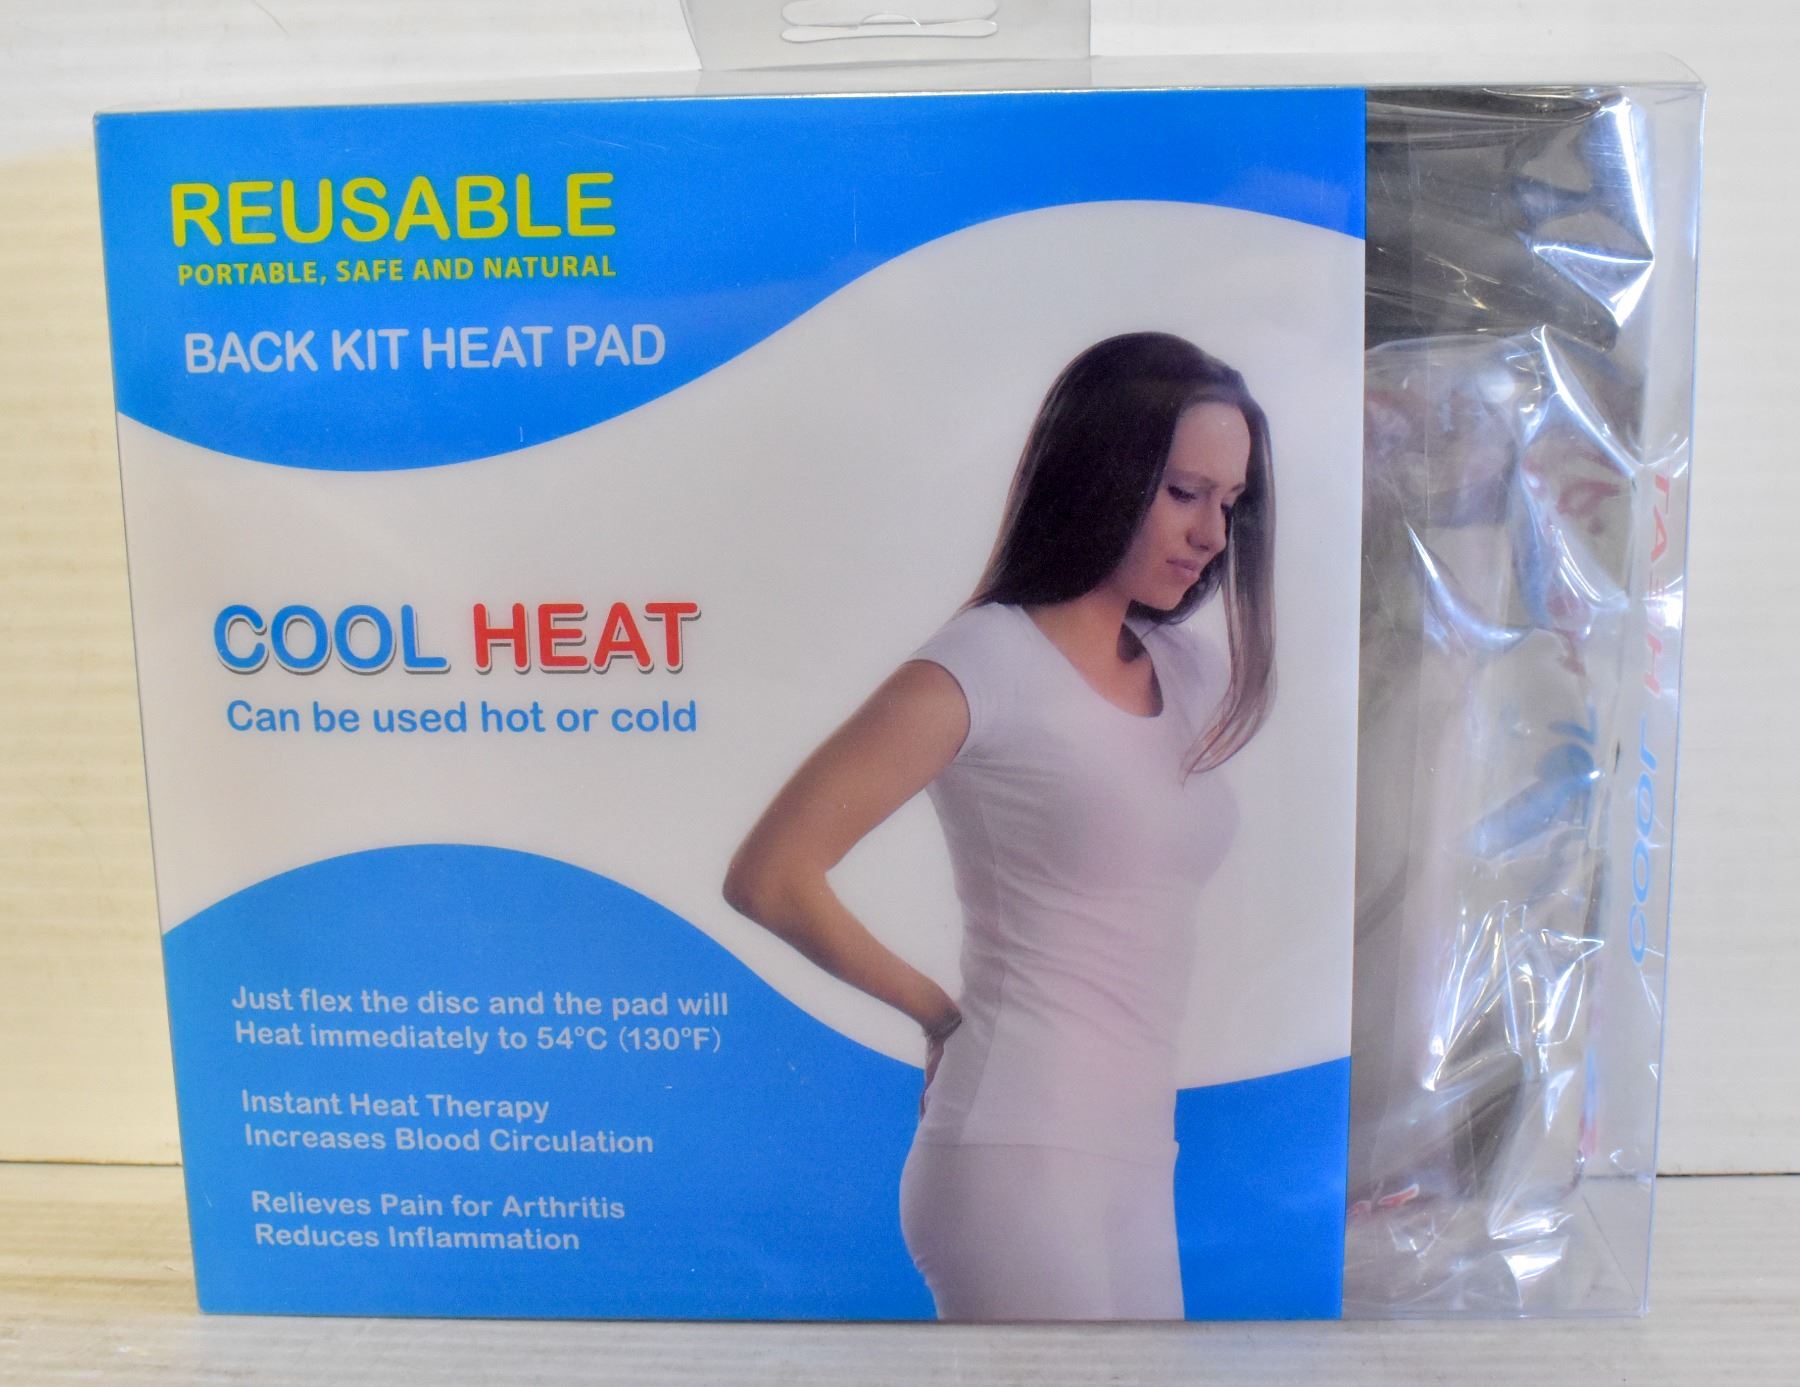 REUSABLE
PORTABLE, SAFE AND NATURAL
BACK KIT HEAT PAD
COOL HEAT
Can be used hot or cold
Just flex the disc and the pad will
Heat immediately to 54°C (130°F)
Instant Heat Therapy
Increases Blood Circulation
Relieves Pain for Arthritis
Reduces Inflammation
COOL HEAT